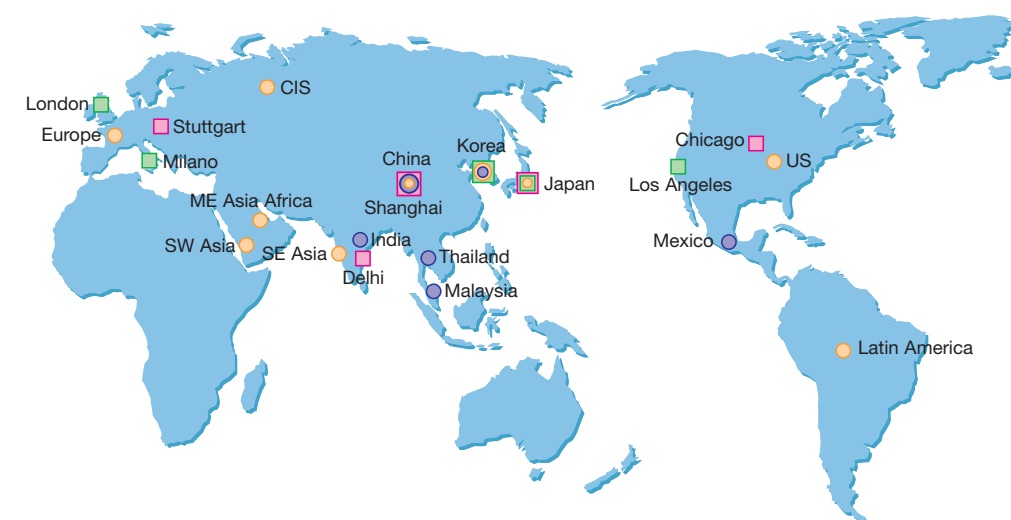 CIS
London
Stuttgart
Europe
Milano
Korea
China
Japan
Shanghai
ME Asia Africa
SW Asia
SE Asia
India
Delhi
Thailand
Malaysia
Chicago
US
Los Angeles
Mexico
Latin America